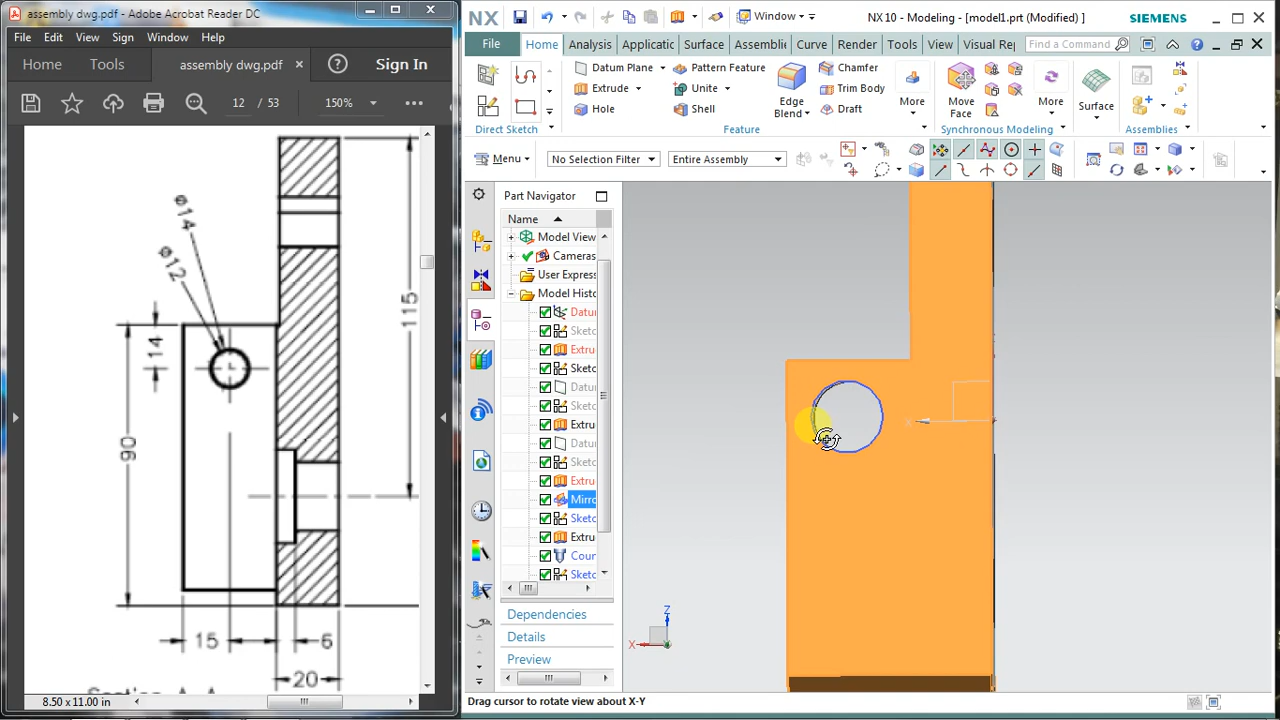 assembly dwg.pdf - Adobe Acrobat Reader DC
File Edit View Sign Window Help
Home Tools assembly dwg.pdf × ? Sign In
12 / 53 150%
φ14
φ12
14
90
115
15
6
20
8.50 x 11.00 in
NX Window NX 10 - Modeling - [model1.prt (Modified) ] SIEMENS
File Home Analysis Applicatic Surface Assembli Curve Render Tools View Visual Rep Find a Command
Datum Plane Pattern Feature Chamfer
Extrude Unite Trim Body
Hole Shell Draft
Edge Blend More Move Face More Surface
Direct Sketch Feature Synchronous Modeling Assemblies
Menu No Selection Filter Entire Assembly
Part Navigator
Name
Model View
Cameras
User Express
Model Histo
Datur
Sketc
Extru
Sketc
Datur
Sketc
Extru
Datur
Sketc
Extru
Mirro
Sketc
Extru
Cour
Sketc
Dependencies
Details
Preview
Z
X
X
Drag cursor to rotate view about X-Y